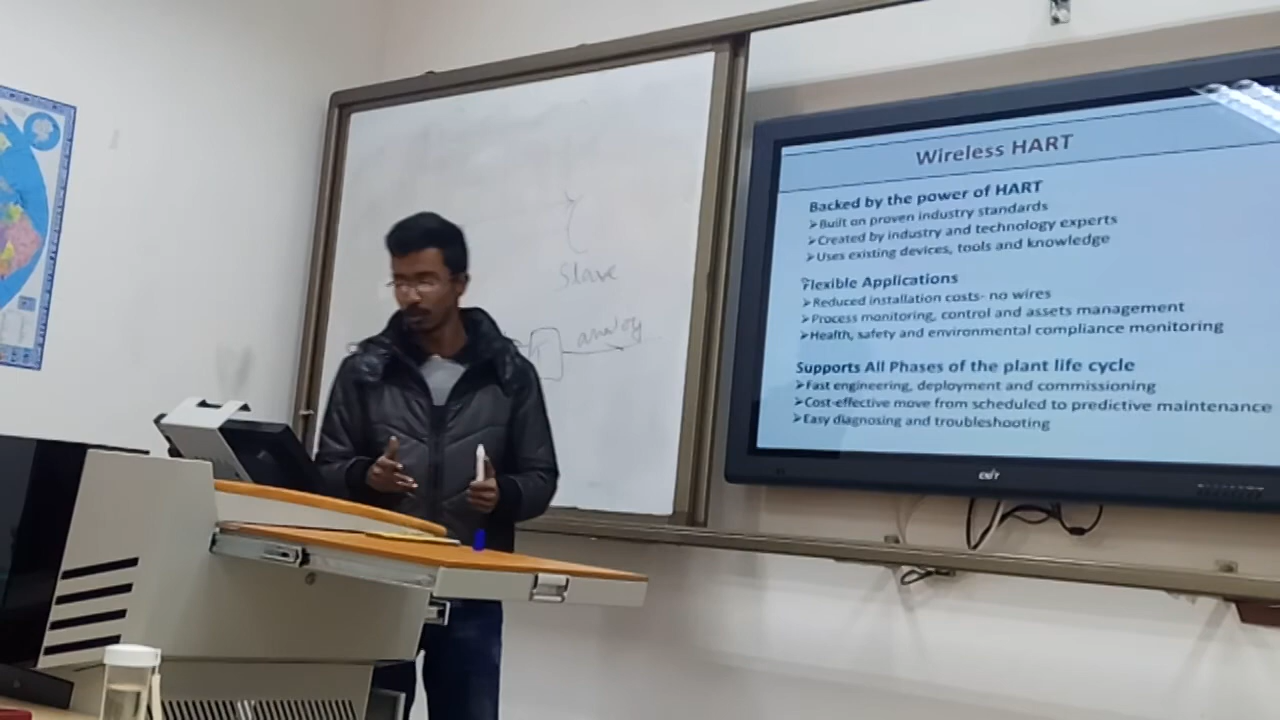 Slave
analog
Wireless HART
Backed by the power of HART
➢Built on proven industry standards
➢Created by industry and technology experts
➢Uses existing devices, tools and knowledge
Flexible Applications
➢Reduced installation costs- no wires
➢Process monitoring, control and assets management
➢Health, safety and environmental compliance monitoring
Supports All Phases of the plant life cycle
➢Fast engineering, deployment and commissioning
➢Cost-effective move from scheduled to predictive maintenance
➢Easy diagnosing and troubleshooting